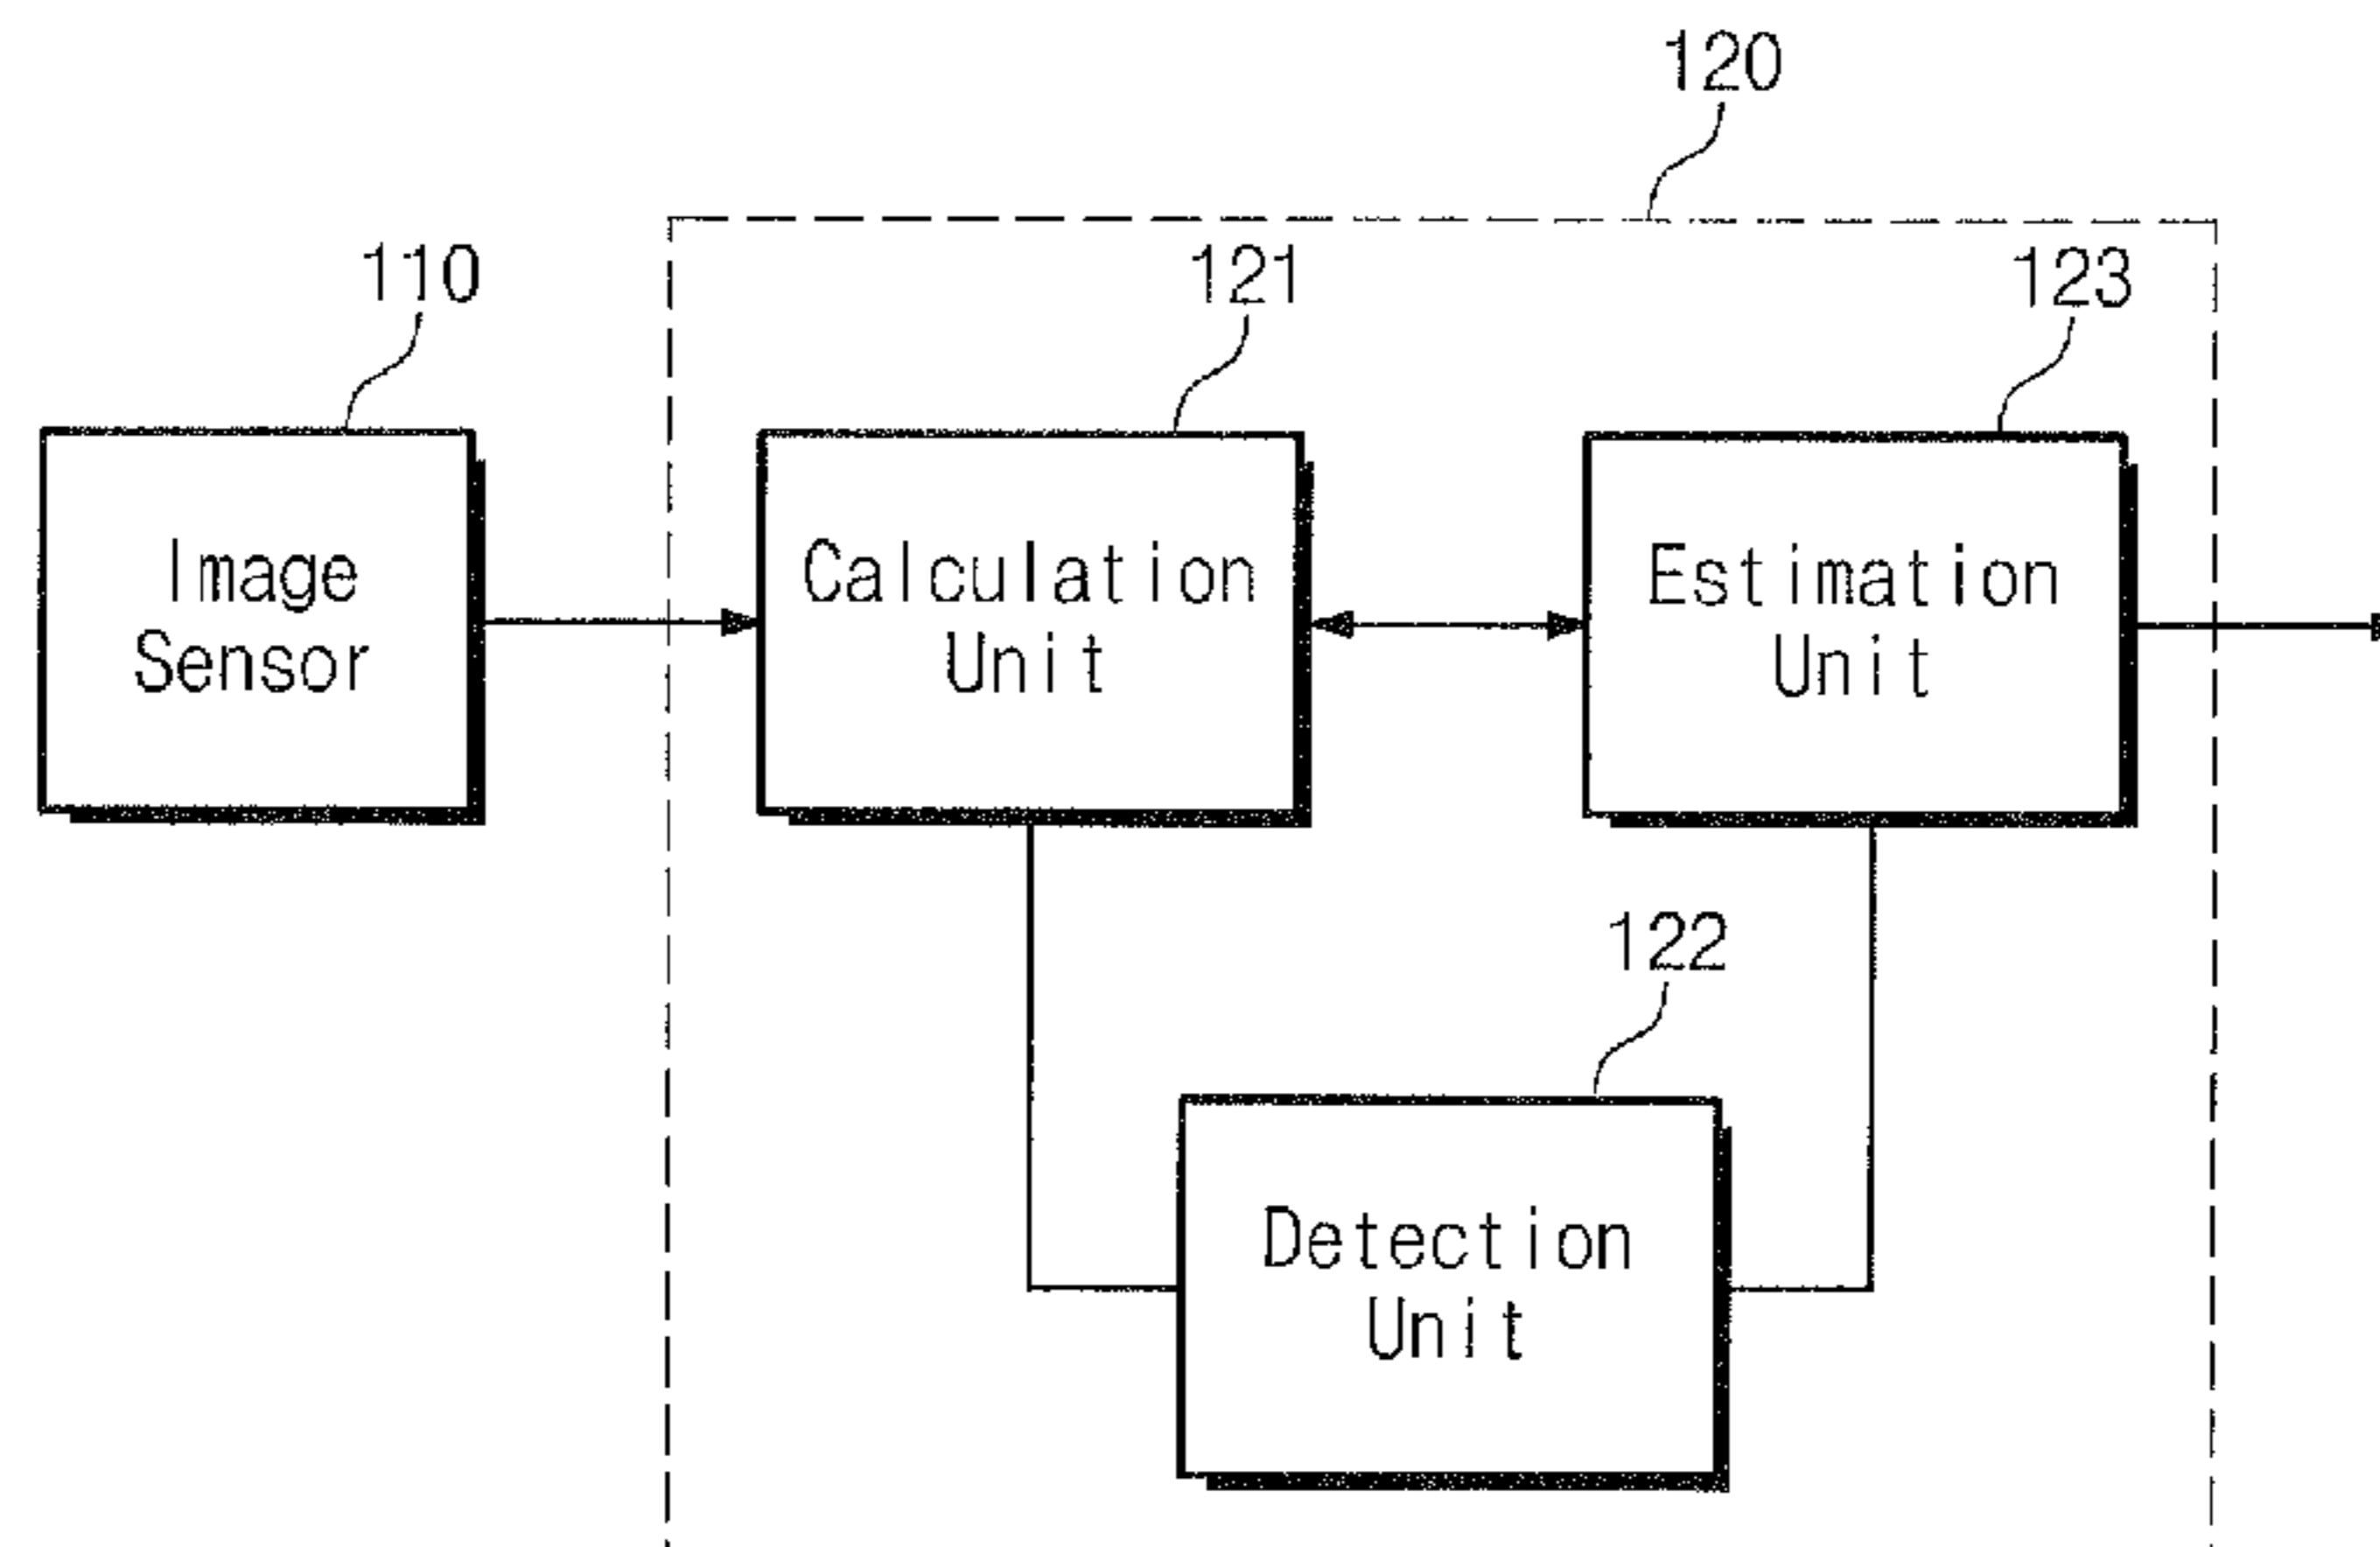 120
110
121
123
Image
Sensor
Calculation
Unit
Estimation
Unit
122
Detection
Unit